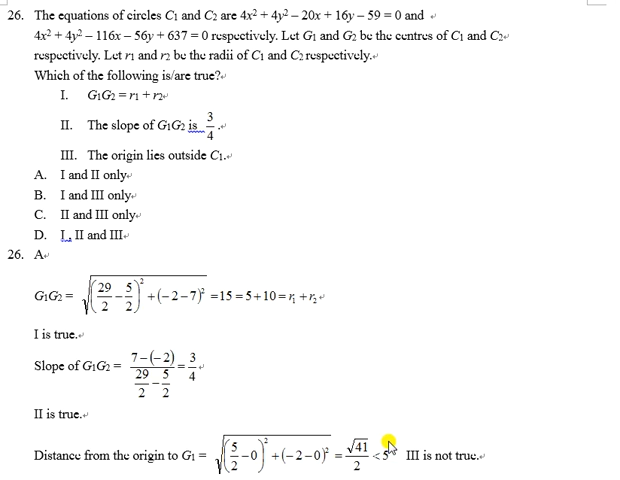 26. The equations of circles C₁ and C₂ are 4x² + 4y² – 20x + 16y – 59 = 0 and
4x² + 4y² – 116x – 56y + 637 = 0 respectively. Let G₁ and G₂ be the centres of C₁ and C₂
respectively. Let r₁ and r₂ be the radii of C₁ and C₂ respectively.
Which of the following is/are true?
I. G₁G₂ = r₁ + r₂
II. The slope of G₁G₂ is 3/4.
III. The origin lies outside C₁.
A. I and II only
B. I and III only
C. II and III only
D. I, II and III
26. A
G₁G₂ = √((29/2 − 5/2)² + (−2−7)²) = 15 = 5 + 10 = r₁ + r₂
I is true.
Slope of G₁G₂ = (7−(−2))/(29/2 − 5/2) = 3/4
II is true.
Distance from the origin to G₁ = √((5/2 − 0)² + (−2−0)²) = √41/2 < 5 III is not true.